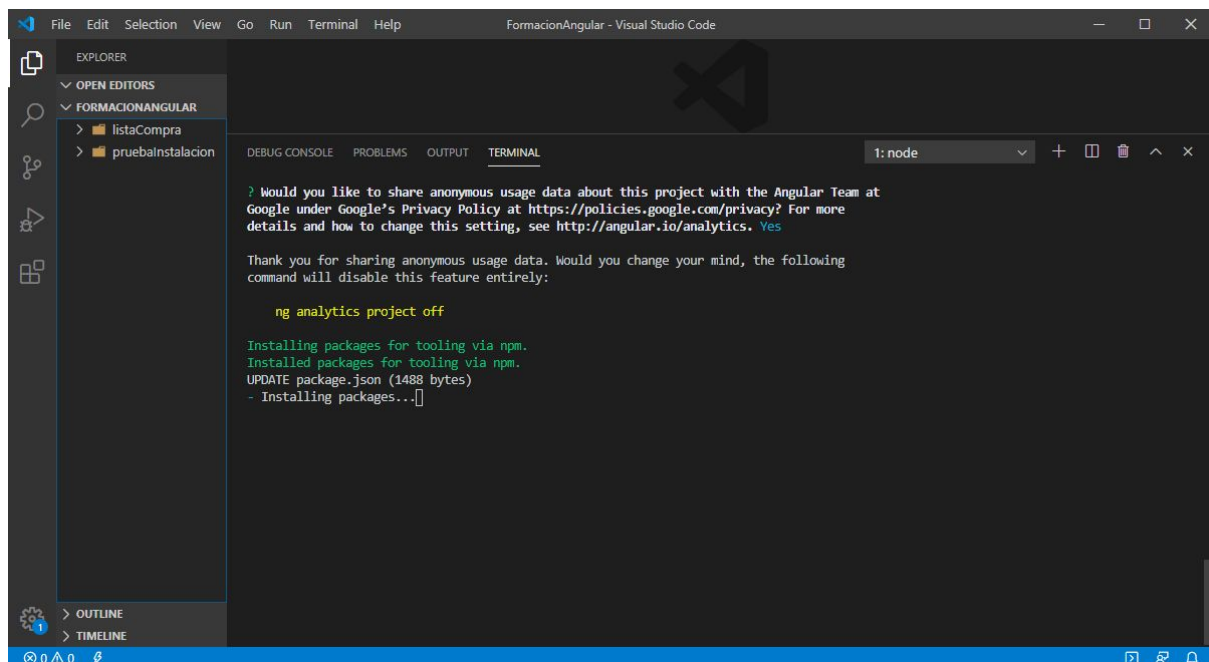 File Edit Selection View Go Run Terminal Help FormacionAngular - Visual Studio Code
EXPLORER
OPEN EDITORS
FORMACIONANGULAR
listaCompra
pruebaInstalacion
DEBUG CONSOLE PROBLEMS OUTPUT TERMINAL 1: node
? Would you like to share anonymous usage data about this project with the Angular Team at
Google under Google’s Privacy Policy at https://policies.google.com/privacy? For more
details and how to change this setting, see http://angular.io/analytics. Yes
Thank you for sharing anonymous usage data. Would you change your mind, the following
command will disable this feature entirely:
ng analytics project off
Installing packages for tooling via npm.
Installed packages for tooling via npm.
UPDATE package.json (1488 bytes)
- Installing packages...
OUTLINE
1
TIMELINE
0 0